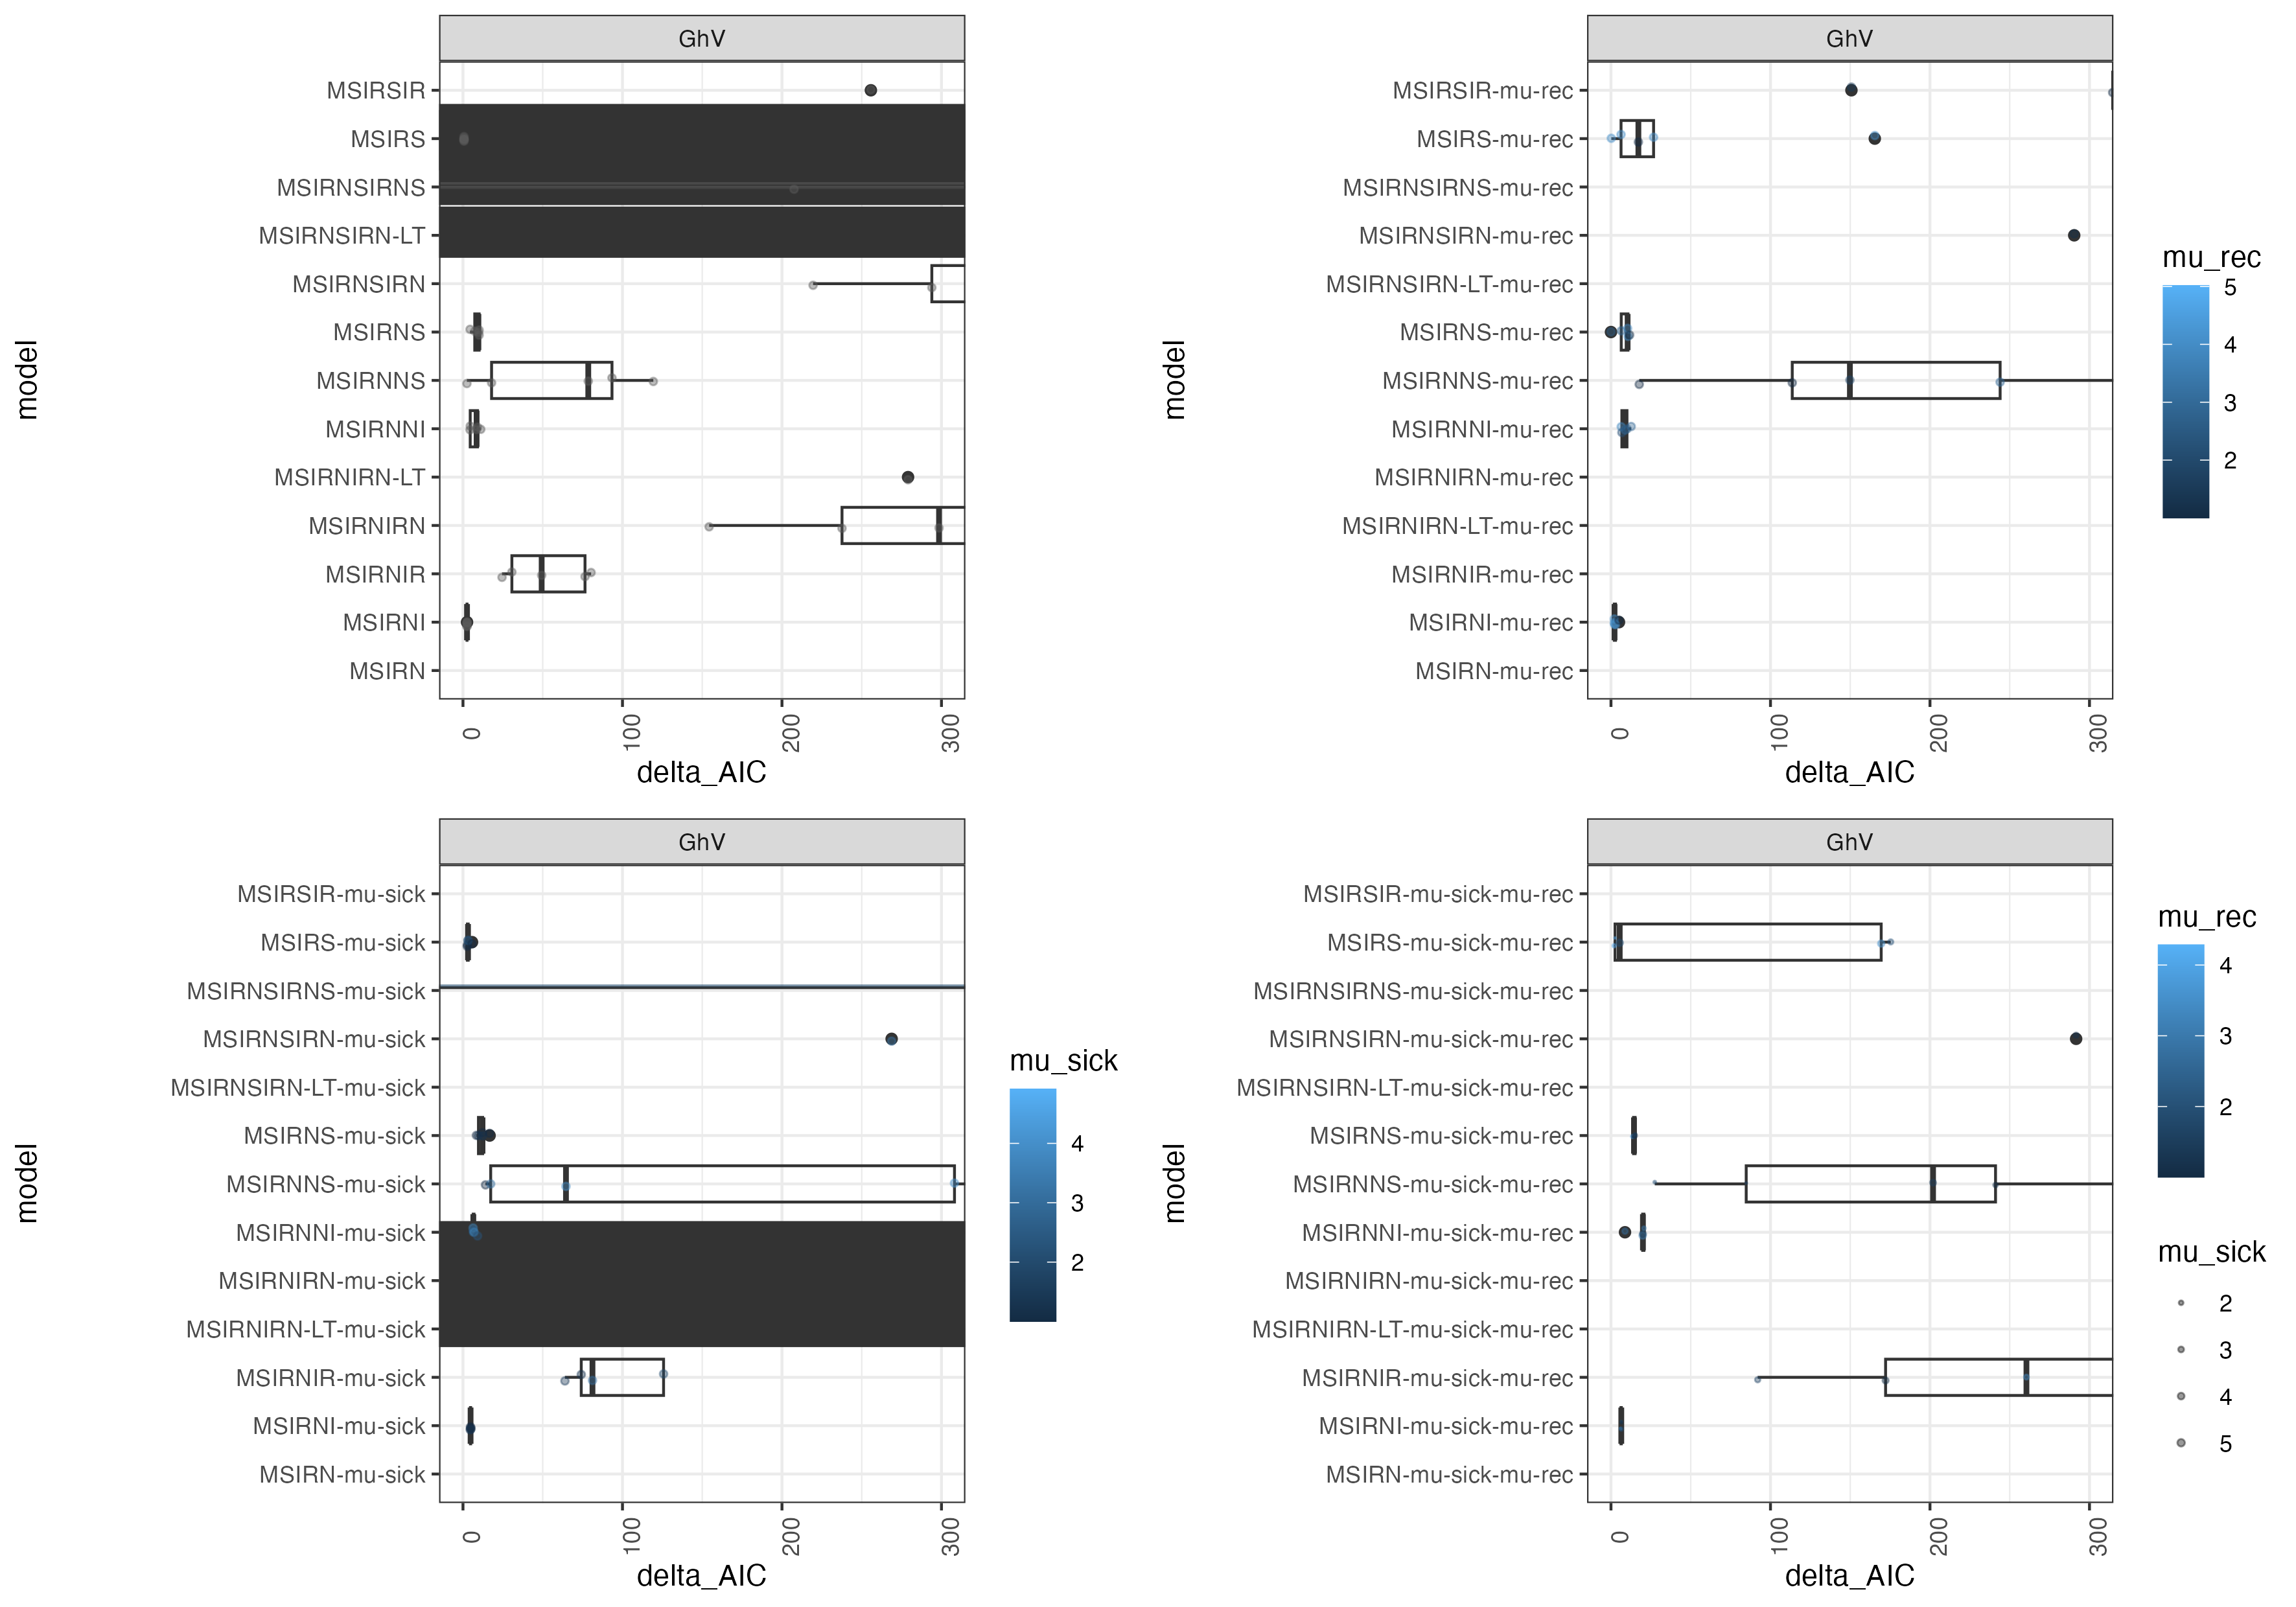 GhV
MSIRSIR
MSIRS
MSIRNSIRNS
MSIRNSIRN-LT
MSIRNSIRN
MSIRNS
MSIRNNS
MSIRNNI
MSIRNIRN-LT
MSIRNIRN
MSIRNIR
MSIRNI
MSIRN
model
0 100 200 300
delta_AIC
GhV
MSIRSIR-mu-rec
MSIRS-mu-rec
MSIRNSIRNS-mu-rec
MSIRNSIRN-mu-rec
MSIRNSIRN-LT-mu-rec
MSIRNS-mu-rec
MSIRNNS-mu-rec
MSIRNNI-mu-rec
MSIRNIRN-mu-rec
MSIRNIRN-LT-mu-rec
MSIRNIR-mu-rec
MSIRNI-mu-rec
MSIRN-mu-rec
model
0 100 200 300
delta_AIC
mu_rec
5
4
3
2
GhV
MSIRSIR-mu-sick
MSIRS-mu-sick
MSIRNSIRNS-mu-sick
MSIRNSIRN-mu-sick
MSIRNSIRN-LT-mu-sick
MSIRNS-mu-sick
MSIRNNS-mu-sick
MSIRNNI-mu-sick
MSIRNIRN-mu-sick
MSIRNIRN-LT-mu-sick
MSIRNIR-mu-sick
MSIRNI-mu-sick
MSIRN-mu-sick
model
0 100 200 300
delta_AIC
mu_sick
4
3
2
GhV
MSIRSIR-mu-sick-mu-rec
MSIRS-mu-sick-mu-rec
MSIRNSIRNS-mu-sick-mu-rec
MSIRNSIRN-mu-sick-mu-rec
MSIRNSIRN-LT-mu-sick-mu-rec
MSIRNS-mu-sick-mu-rec
MSIRNNS-mu-sick-mu-rec
MSIRNNI-mu-sick-mu-rec
MSIRNIRN-mu-sick-mu-rec
MSIRNIRN-LT-mu-sick-mu-rec
MSIRNIR-mu-sick-mu-rec
MSIRNI-mu-sick-mu-rec
MSIRN-mu-sick-mu-rec
model
0 100 200 300
delta_AIC
mu_rec
4
3
2
mu_sick
2
3
4
5